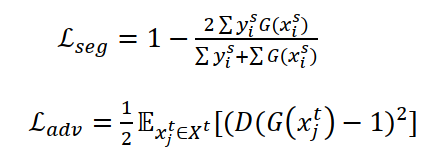 ℒ_seg = 1 − (2 ∑ y_i^s G(x_i^s)) / (∑ y_i^s + ∑ G(x_i^s))
ℒ_adv = 1/2 𝔼_{x_j^t ∈ X^t} [(D(G(x_j^t) − 1)^2]